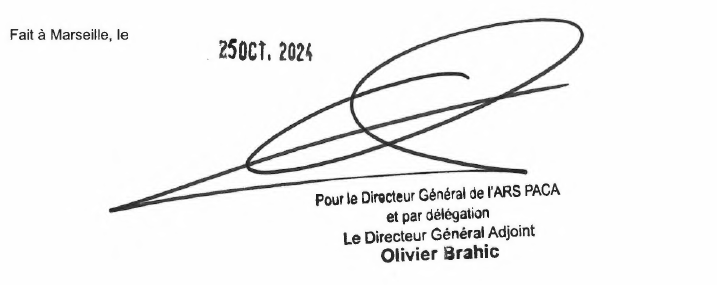 Fait à Marseille, le
25 OCT. 2024
Pour le Directeur Général de l'ARS PACA
et par délégation
Le Directeur Général Adjoint
Olivier Brahic